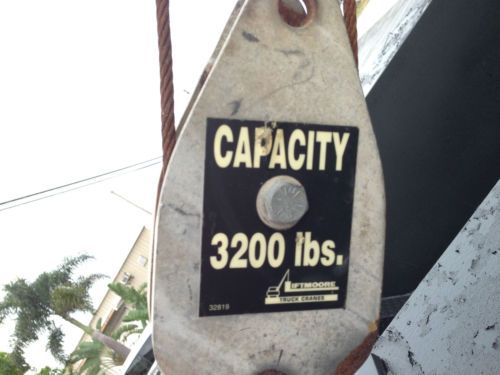 CAPACITY
3200 lbs.
LIFTMOORE
TRUCK CRANES
32819